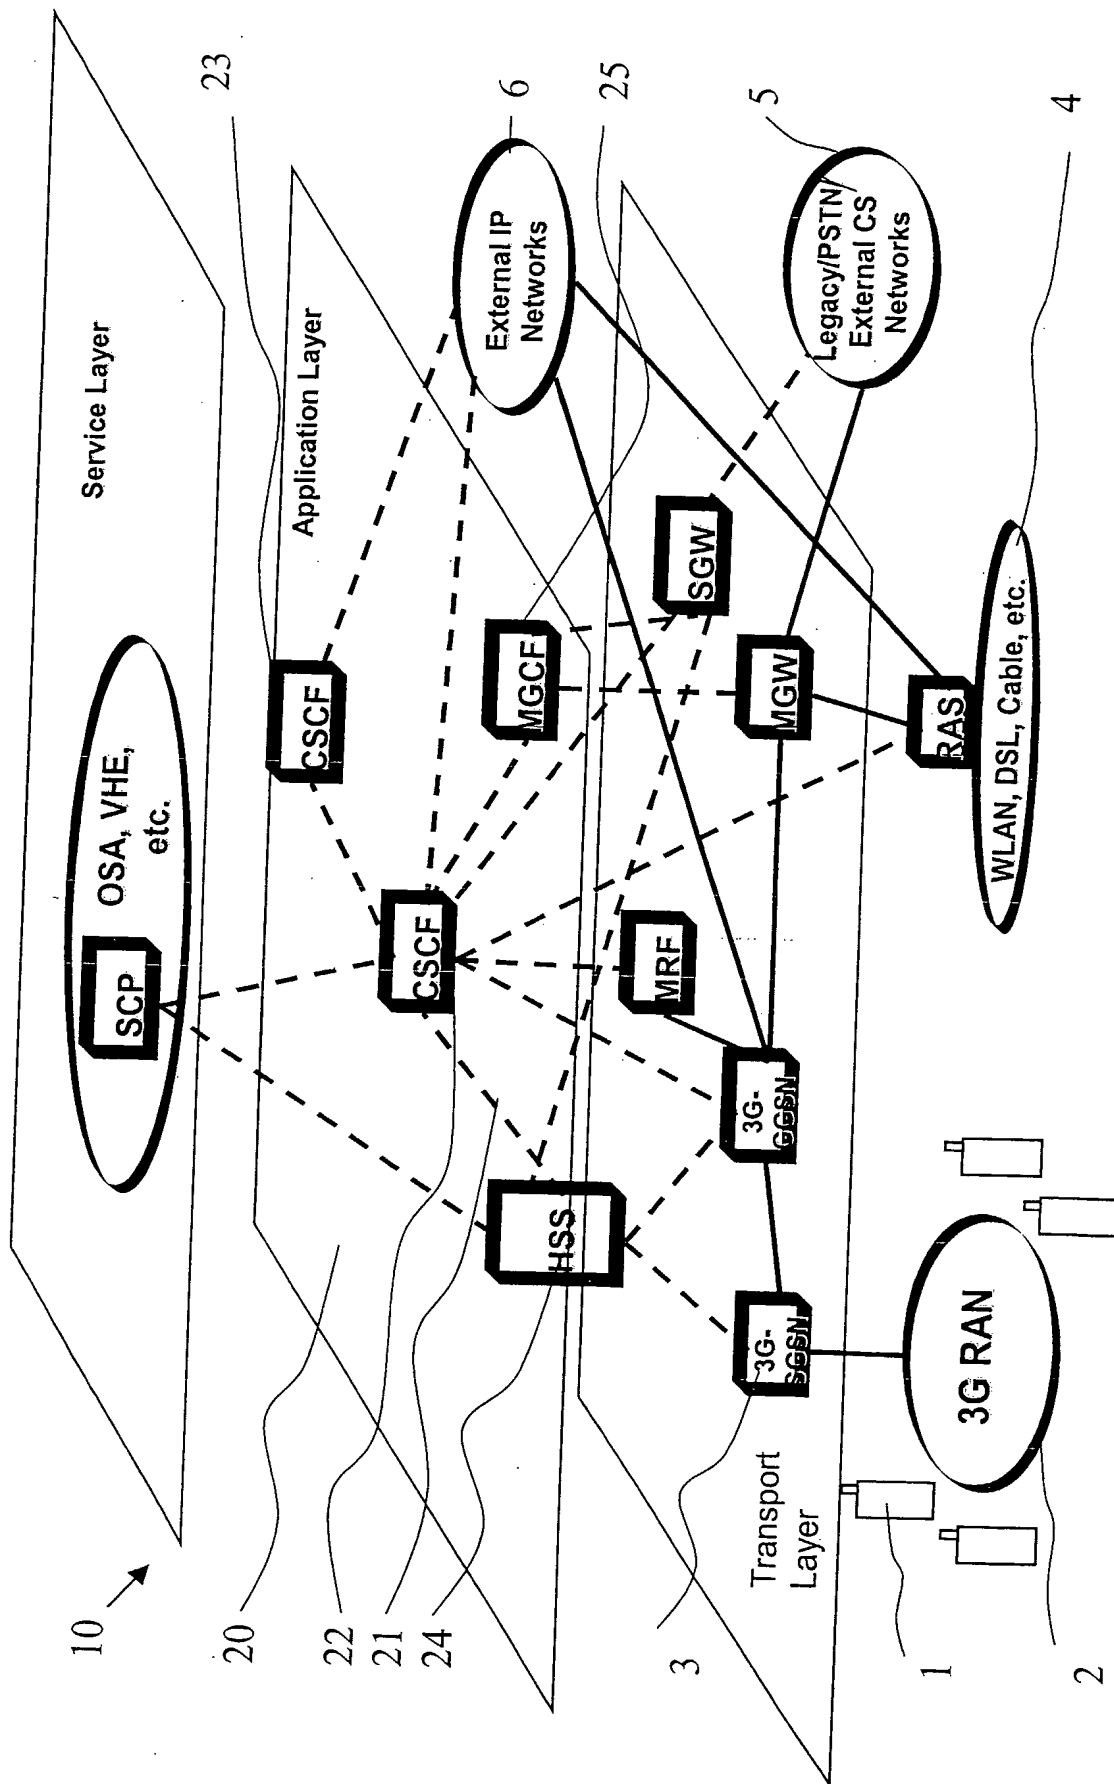 10
Service Layer
SCP
OSA, VHE,
etc.
23
20
Application Layer
CSCF
CSCF
22
21
24
HSS
MGCF
External IP
Networks
6
25
3
Transport
Layer
3G-
SGSN
3G-
GGSN
MRF
MGW
SGW
Legacy/PSTN/
External CS
Networks
5
1
2
3G RAN
RAS
WLAN, DSL, Cable, etc.
4